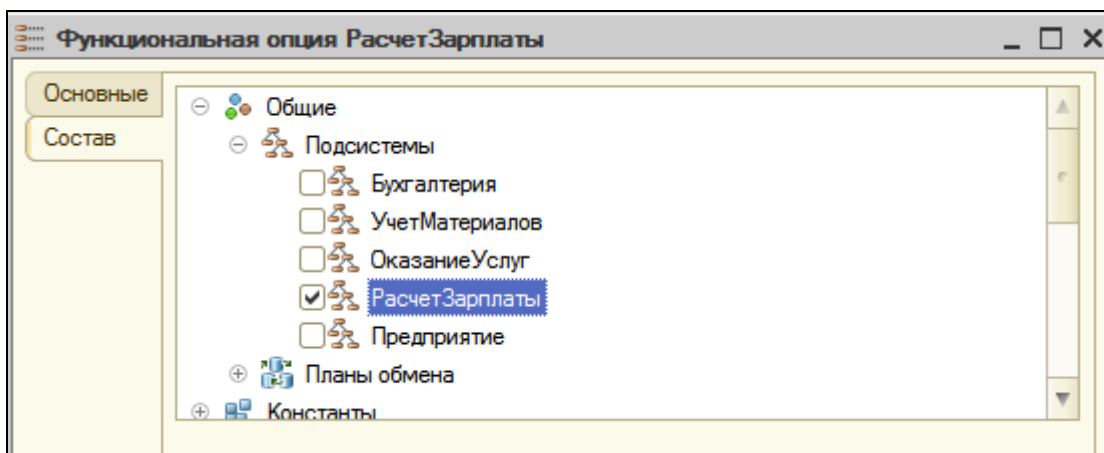 Функциональная опция РасчетЗарплаты
Основные
Состав
Общие
Подсистемы
Бухгалтерия
УчетМатериалов
ОказаниеУслуг
РасчетЗарплаты
Предприятие
Планы обмена
Константы